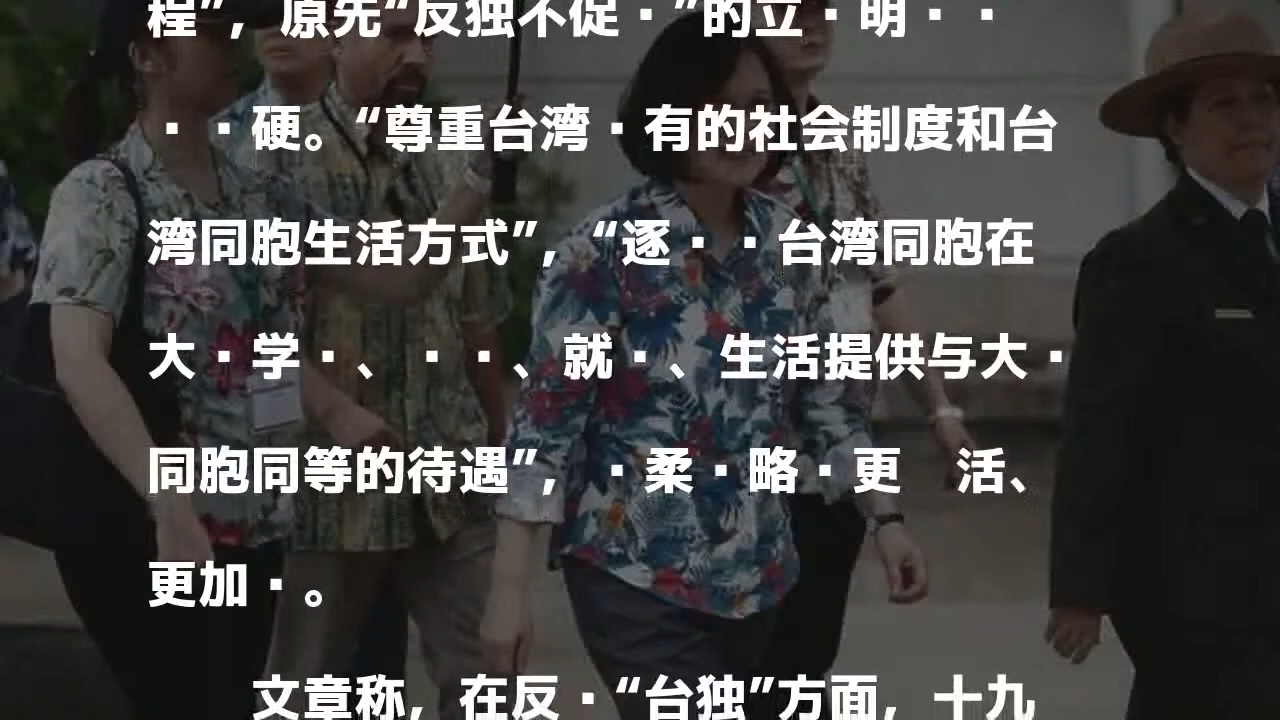 程”，原先“反独不促·”的立·明··
··硬。“尊重台湾·有的社会制度和台
湾同胞生活方式”，“逐··台湾同胞在
大·学·、··、就·、生活提供与大·
同胞同等的待遇”，·柔·略·更　活、
更加·。
文章称，在反·“台独”方面，十九